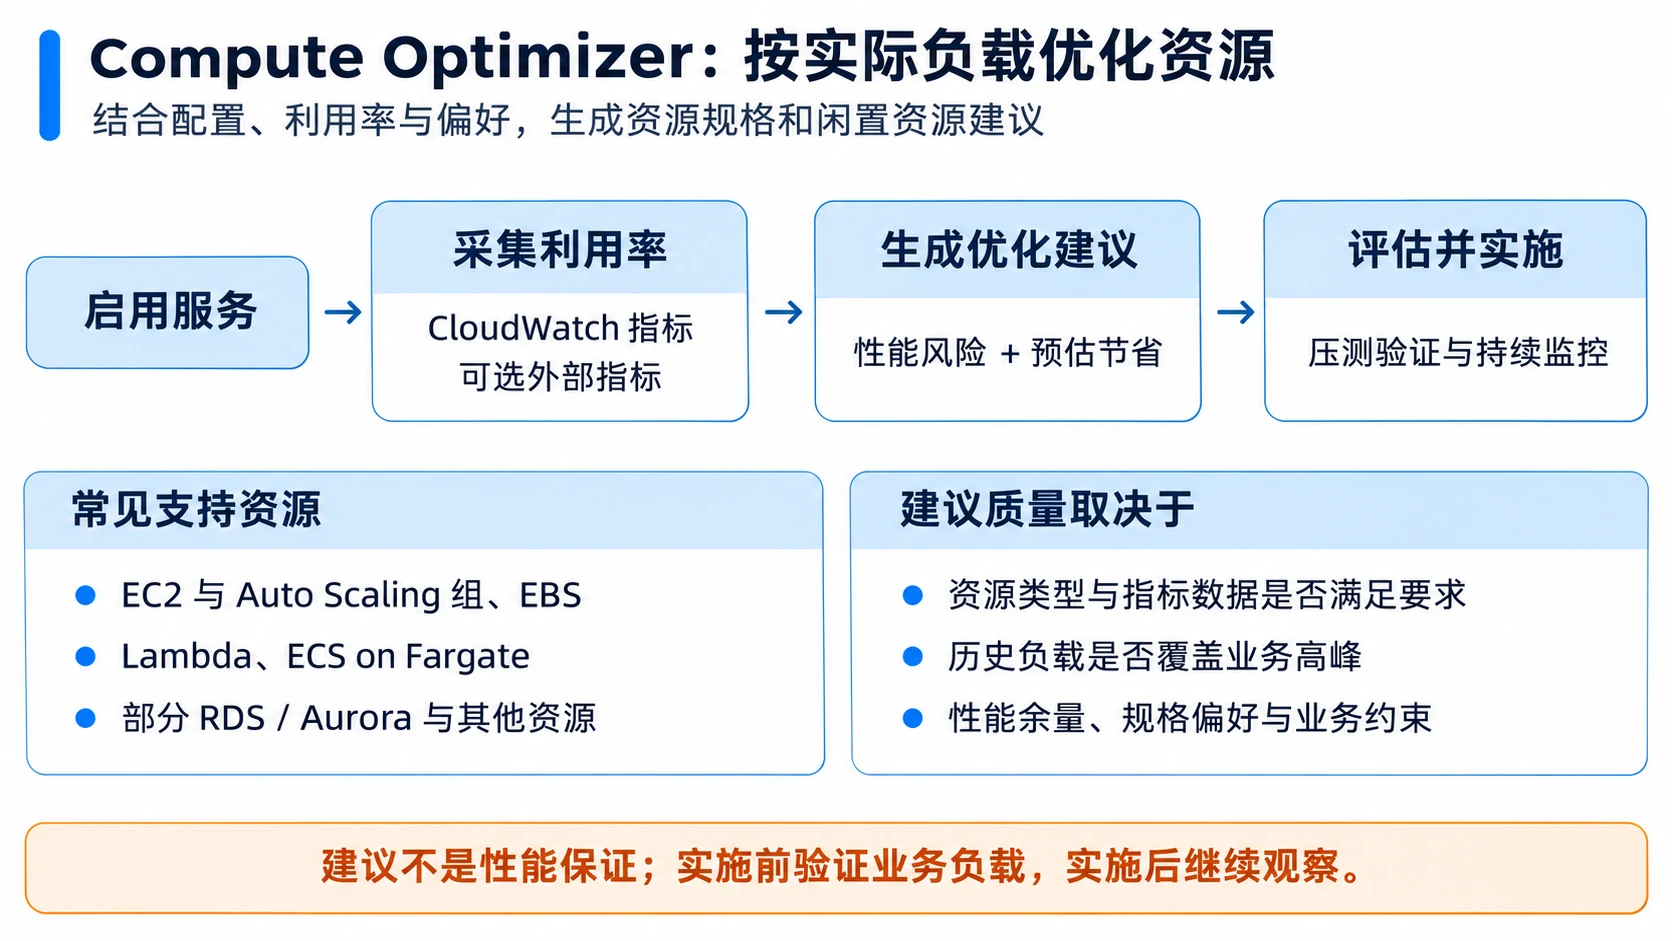 Compute Optimizer：按实际负载优化资源
结合配置、利用率与偏好，生成资源规格和闲置资源建议
启用服务
→
采集利用率
CloudWatch 指标
可选外部指标
→
生成优化建议
性能风险 + 预估节省
→
评估并实施
压测验证与持续监控
常见支持资源
● EC2 与 Auto Scaling 组、EBS
● Lambda、ECS on Fargate
● 部分 RDS / Aurora 与其他资源
建议质量取决于
● 资源类型与指标数据是否满足要求
● 历史负载是否覆盖业务高峰
● 性能余量、规格偏好与业务约束
建议不是性能保证；实施前验证业务负载，实施后继续观察。